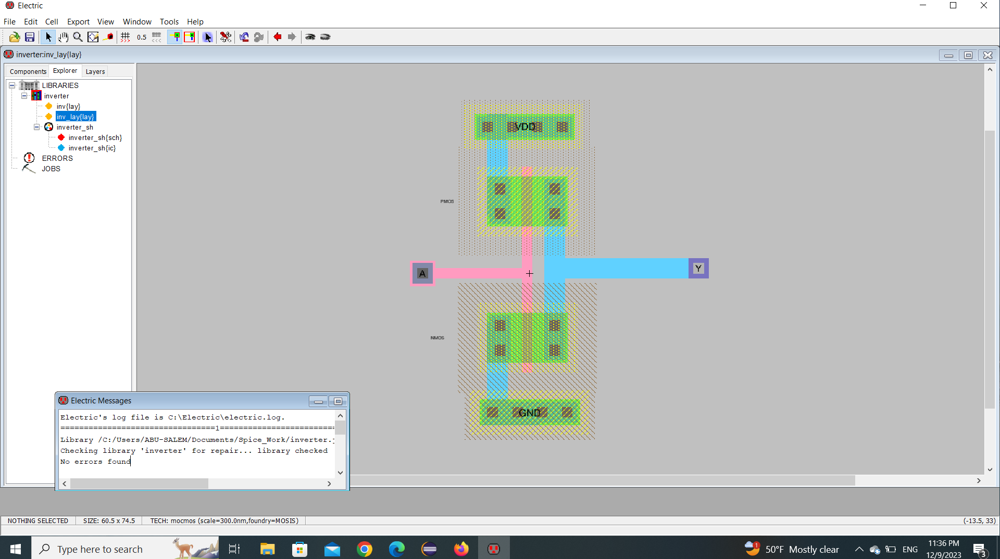 Electric
File Edit Cell Export View Window Tools Help
0.5
inverter:inv_lay{lay}
Components Explorer Layers
LIBRARIES
inverter
inv{lay}
inv_lay{lay}
inverter_sh
inverter_sh{sch}
inverter_sh{ic}
ERRORS
JOBS
VDD
PMOS
A
Y
NMOS
GND
Electric Messages
Electric's log file is C:\Electric\electric.log.
=================================1=========================
Library /C:/Users/ABU-SALEM/Documents/Spice_Work/inverter.j
Checking library 'inverter' for repair... library checked
No errors found
NOTHING SELECTED SIZE: 60.5 x 74.5 TECH: mocmos (scale=300.0nm,foundry=MOSIS) (-13.5, 33)
Type here to search 1 50°F Mostly clear ENG 11:36 PM
12/9/2023 3